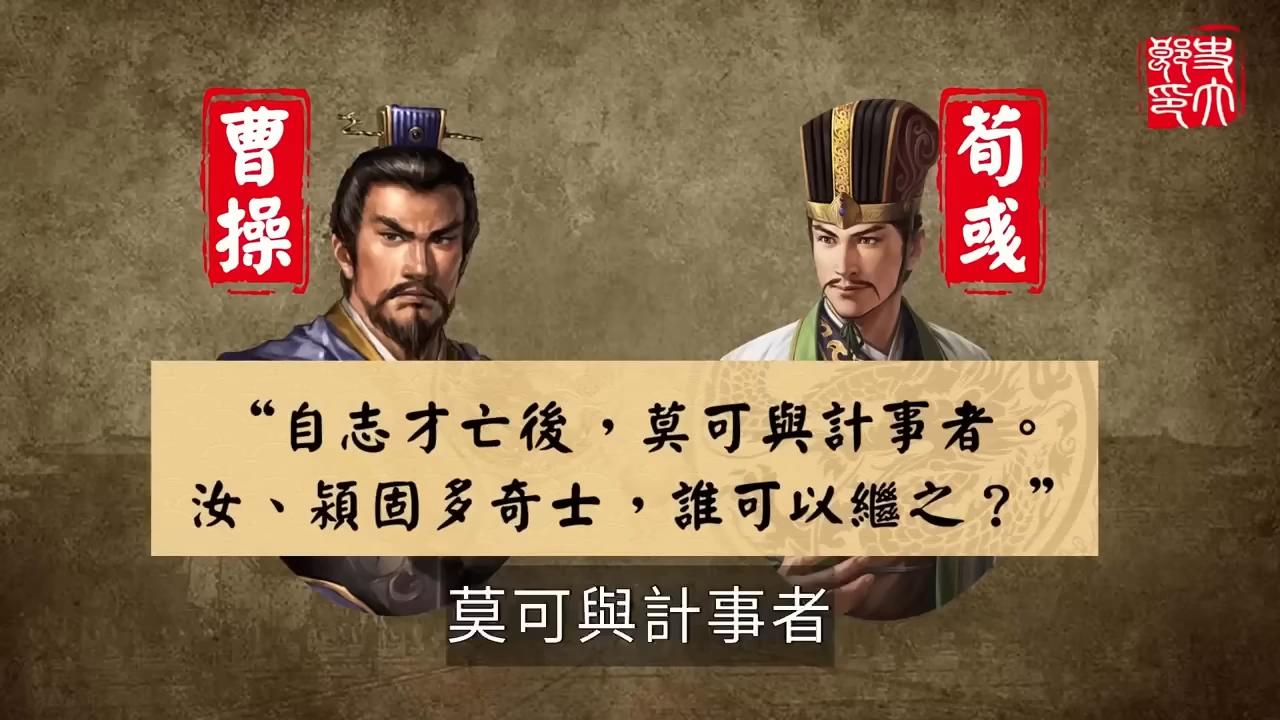 曹操
荀彧
“自志才亡後，莫可與計事者。
汝、潁固多奇士，誰可以繼之？”
莫可與計事者